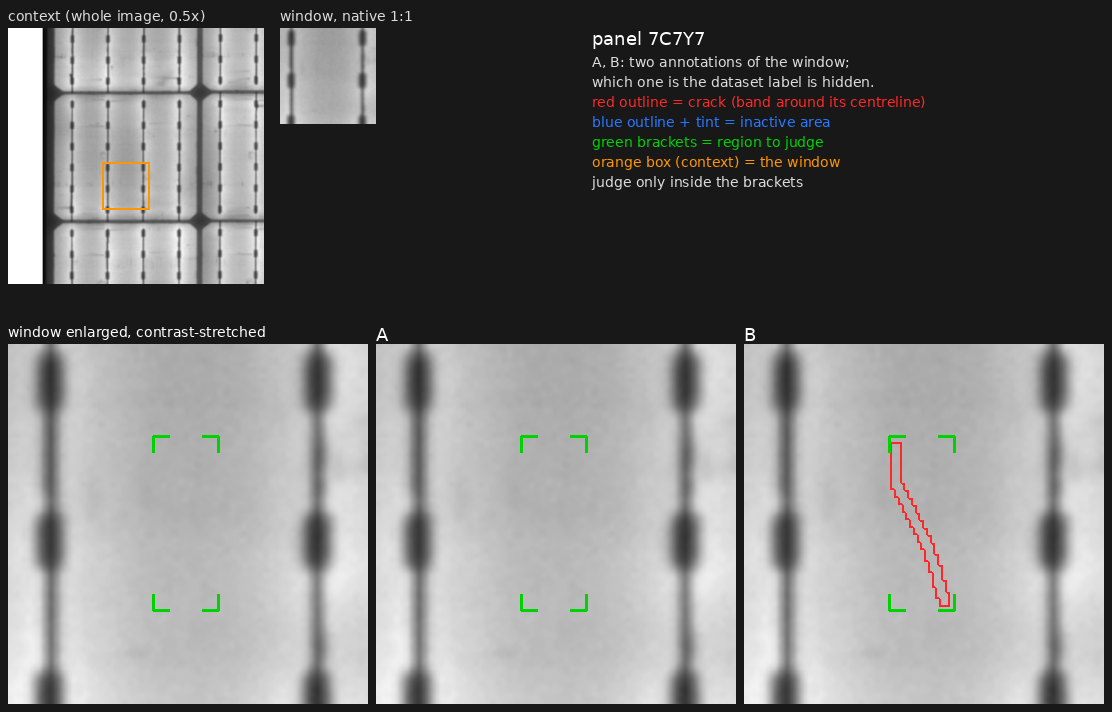 context (whole image, 0.5x)
window, native 1:1
panel 7C7Y7
A, B: two annotations of the window;
which one is the dataset label is hidden.
red outline = crack (band around its centreline)
blue outline + tint = inactive area
green brackets = region to judge
orange box (context) = the window
judge only inside the brackets
window enlarged, contrast-stretched
A
B